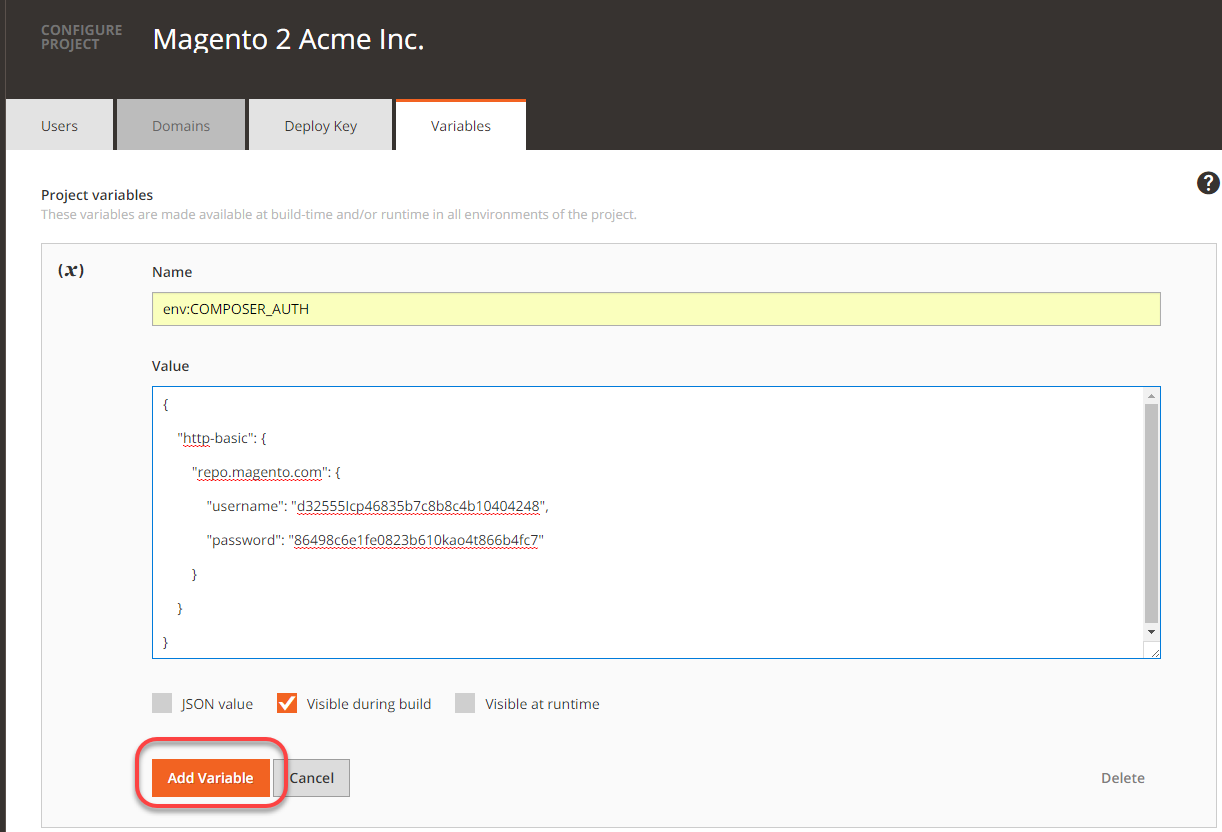 CONFIGURE
PROJECT
Magento 2 Acme Inc.
Users
Domains
Deploy Key
Variables
?
Project variables
These variables are made available at build-time and/or runtime in all environments of the project.
(x)
Name
env:COMPOSER_AUTH
Value
{
"http-basic": {
"repo.magento.com": {
"username": "d32555lcp46835b7c8b8c4b10404248",
"password": "86498c6e1fe0823b610kao4t866b4fc7"
}
}
}
JSON value
Visible during build
Visible at runtime
Add Variable
Cancel
Delete